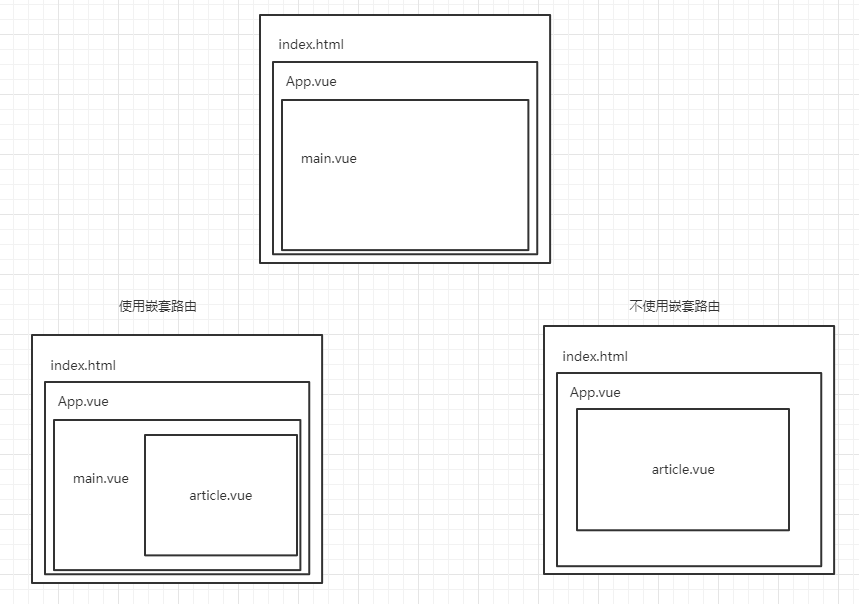 index.html
App.vue
main.vue
使用嵌套路由
index.html
App.vue
main.vue
article.vue
不使用嵌套路由
index.html
App.vue
article.vue